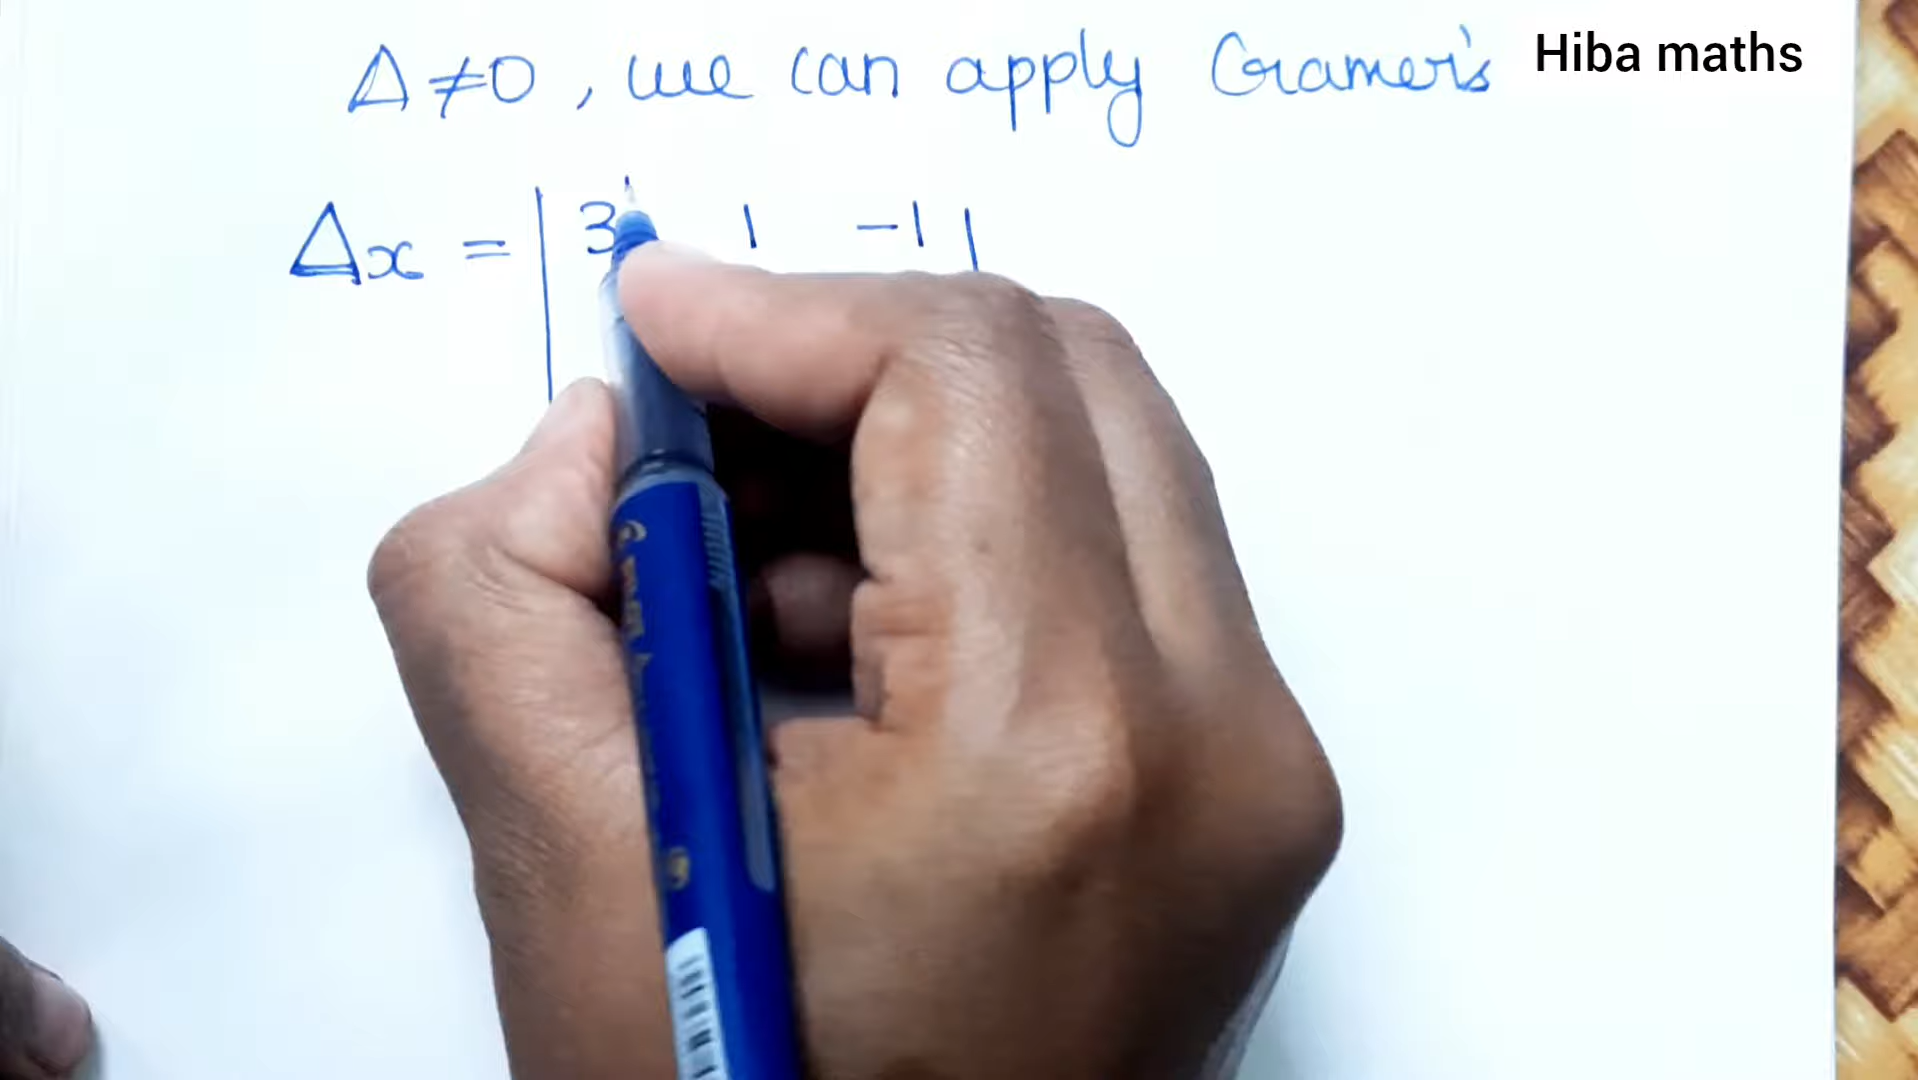 Δ ≠ 0, we can apply Cramer's Hiba maths
Δx = | 3 1 -1 |